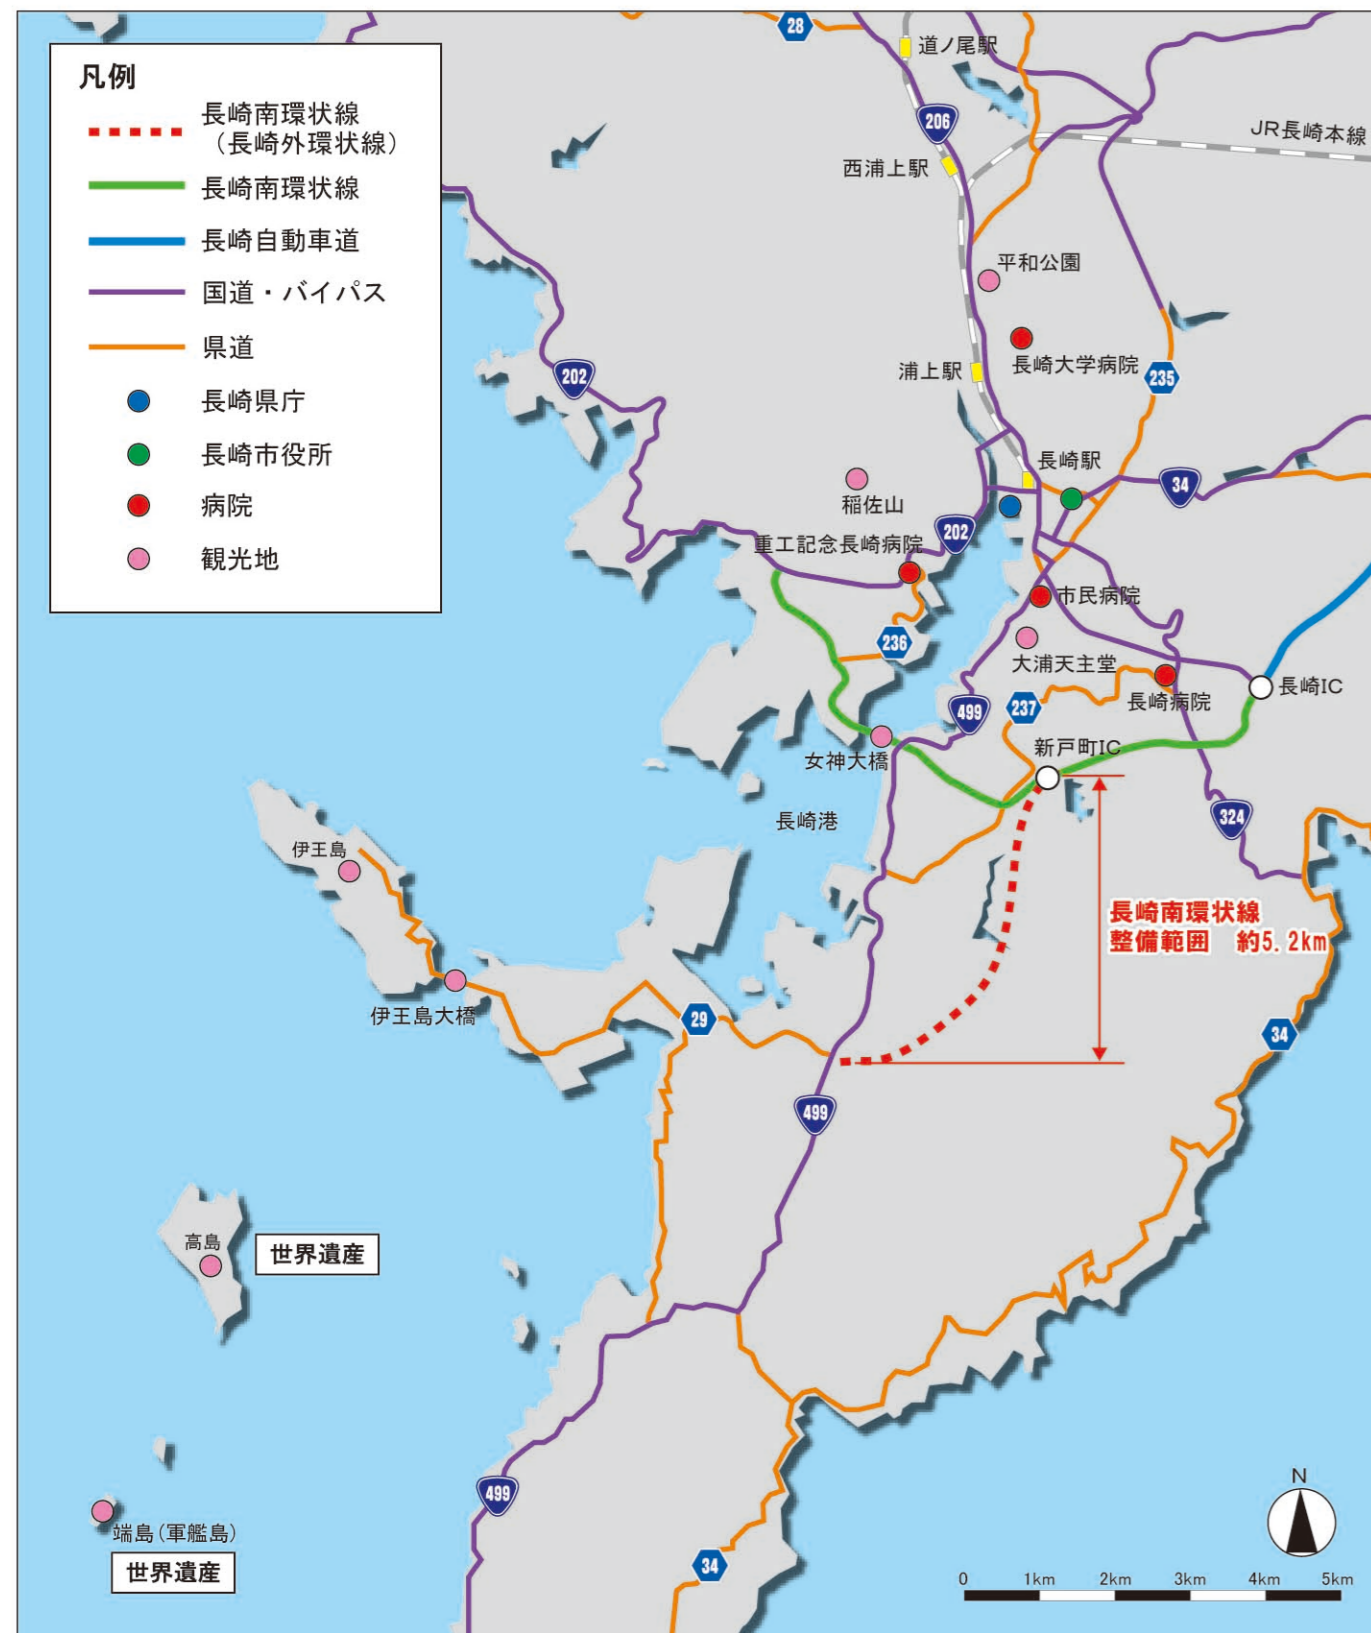 凡例
長崎南環状線
（長崎外環状線）
長崎南環状線
長崎自動車道
国道・バイパス
県道
長崎県庁
長崎市役所
病院
観光地
28
道ノ尾駅
206
JR長崎本線
西浦上駅
平和公園
長崎大学病院
浦上駅
235
202
長崎駅
34
稲佐山
202
重工記念長崎病院
市民病院
236
大浦天主堂
長崎病院
長崎IC
499
237
新戸町IC
女神大橋
長崎港
324
伊王島
長崎南環状線
整備範囲　約5.2km
伊王島大橋
29
34
499
高島
世界遺産
499
端島（軍艦島）
世界遺産
34
N
0 1km 2km 3km 4km 5km